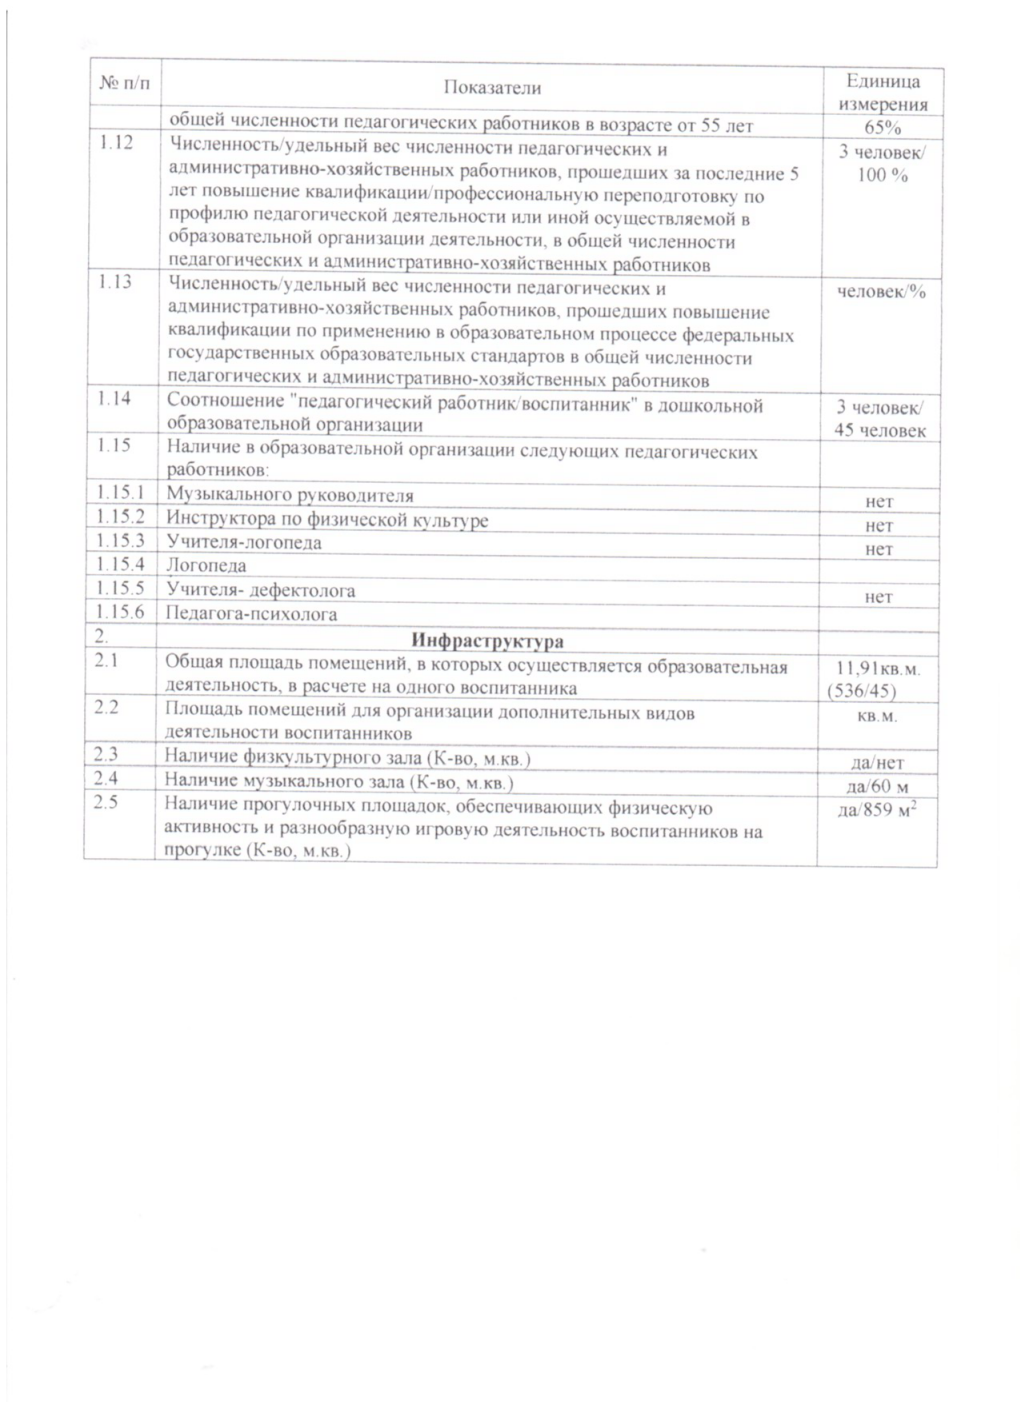 № п/п
Показатели
Единица
измерения
общей численности педагогических работников в возрасте от 55 лет
65%
1.12
Численность/удельный вес численности педагогических и
административно-хозяйственных работников, прошедших за последние 5
лет повышение квалификации/профессиональную переподготовку по
профилю педагогической деятельности или иной осуществляемой в
образовательной организации деятельности, в общей численности
педагогических и административно-хозяйственных работников
3 человек/
100 %
1.13
Численность/удельный вес численности педагогических и
административно-хозяйственных работников, прошедших повышение
квалификации по применению в образовательном процессе федеральных
государственных образовательных стандартов в общей численности
педагогических и административно-хозяйственных работников
человек/%
1.14
Соотношение "педагогический работник/воспитанник" в дошкольной
образовательной организации
3 человек/
45 человек
1.15
Наличие в образовательной организации следующих педагогических
работников:
1.15.1
Музыкального руководителя
нет
1.15.2
Инструктора по физической культуре
нет
1.15.3
Учителя-логопеда
нет
1.15.4
Логопеда
1.15.5
Учителя- дефектолога
нет
1.15.6
Педагога-психолога
2.
Инфраструктура
2.1
Общая площадь помещений, в которых осуществляется образовательная
деятельность, в расчете на одного воспитанника
11,91кв.м.
(536/45)
2.2
Площадь помещений для организации дополнительных видов
деятельности воспитанников
кв.м.
2.3
Наличие физкультурного зала (К-во, м.кв.)
да/нет
2.4
Наличие музыкального зала (К-во, м.кв.)
да/60 м
2.5
Наличие прогулочных площадок, обеспечивающих физическую
активность и разнообразную игровую деятельность воспитанников на
прогулке (К-во, м.кв.)
да/859 м²